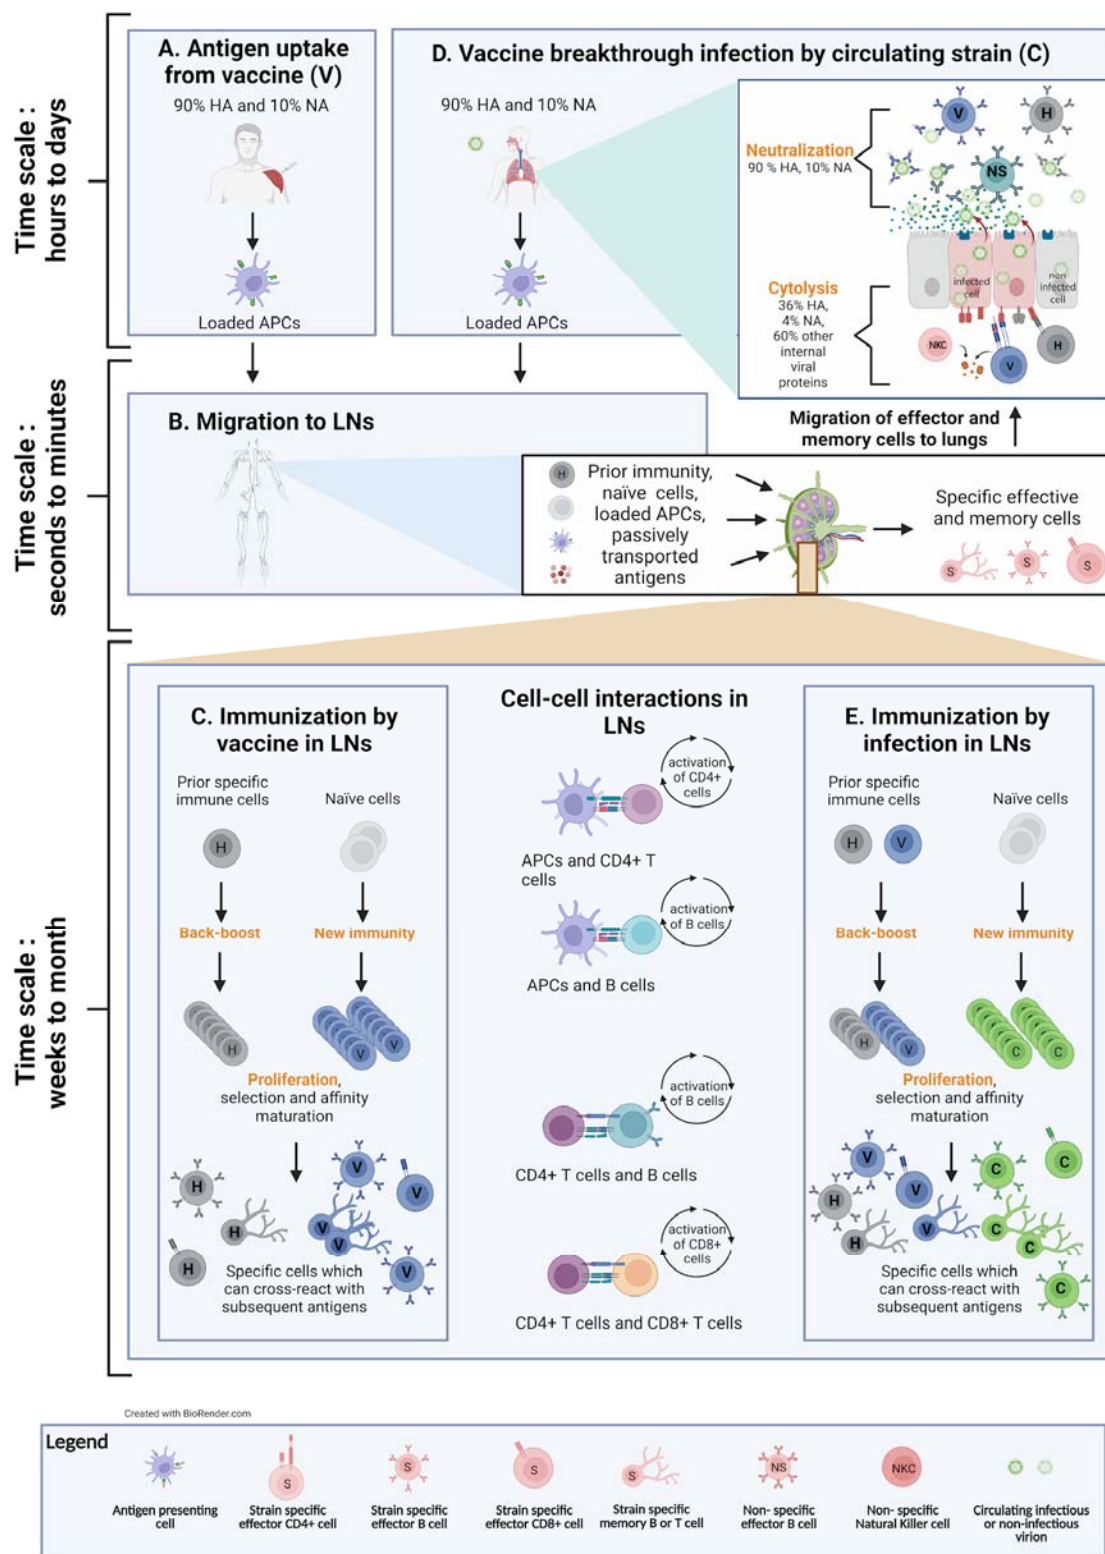 Time scale :
hours to days
A. Antigen uptake
from vaccine (V)
90% HA and 10% NA
Loaded APCs
D. Vaccine breakthrough infection by circulating strain (C)
90% HA and 10% NA
Loaded APCs
Neutralization
90 % HA, 10% NA
V
H
NS
infected
cell
non
infected
cell
Cytolysis
36% HA,
4% NA,
60% other
internal
viral
proteins
NKC
V
H
Time scale :
seconds to minutes
B. Migration to LNs
Migration of effector and
memory cells to lungs
H
Prior immunity,
naïve cells,
loaded APCs,
passively
transported
antigens
Specific effective
and memory cells
S
S
S
Time scale :
weeks to month
C. Immunization by
vaccine in LNs
Prior specific
immune cells
Naïve cells
H
Back-boost
New immunity
H
V
V
Proliferation,
selection and affinity
maturation
H
V
V
H
V
V
H
V
Specific cells which
can cross-react with
subsequent antigens
Cell-cell interactions in
LNs
activation
of CD4+
cells
APCs and CD4+ T
cells
activation
of B cells
APCs and B cells
activation
of B cells
CD4+ T cells and B cells
activation
of CD8+
cells
CD4+ T cells and CD8+ T cells
E. Immunization by
infection in LNs
Prior specific
immune cells
Naïve cells
H
V
Back-boost
New immunity
H
V
C
C
Proliferation,
selection and affinity
maturation
V
C
C
H
V
H
V
C
C
C
Specific cells which
can cross-react with
subsequent antigens
Created with BioRender.com
Legend
Antigen presenting
cell
S
Strain specific
effector CD4+ cell
S
Strain specific
effector B cell
S
Strain specific
effector CD8+ cell
S
Strain specific
memory B or T cell
NS
Non- specific
effector B cell
NKC
Non- specific
Natural Killer cell
Circulating infectious
or non-infectious
virion